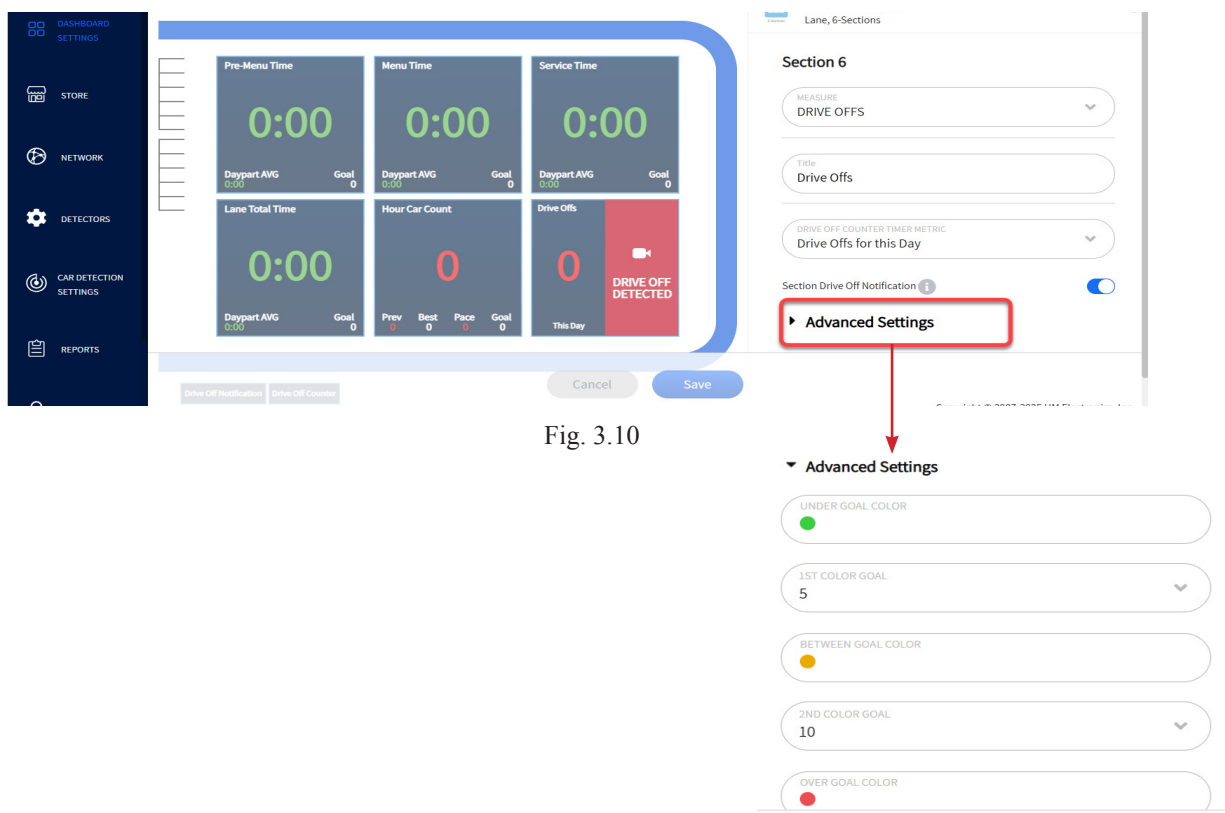 DASHBOARD
SETTINGS
STORE
NETWORK
DETECTORS
CAR DETECTION
SETTINGS
REPORTS
Pre-Menu Time
0:00
Daypart AVG Goal
0:00 0
Menu Time
0:00
Daypart AVG Goal
0:00 0
Service Time
0:00
Daypart AVG Goal
0:00 0
Lane Total Time
0:00
Daypart AVG Goal
0:00 0
Hour Car Count
0
Prev Best Pace Goal
0 0 0 0
Drive Offs
0
This Day
DRIVE OFF
DETECTED
Drive Off Notification Drive Off Counter
Cancel Save
Lane, 6-Sections
Section 6
MEASURE
DRIVE OFFS
Title
Drive Offs
DRIVE OFF COUNTER TIMER METRIC
Drive Offs for this Day
Section Drive Off Notification i
Advanced Settings
Fig. 3.10
Advanced Settings
UNDER GOAL COLOR
1ST COLOR GOAL
5
BETWEEN GOAL COLOR
2ND COLOR GOAL
10
OVER GOAL COLOR